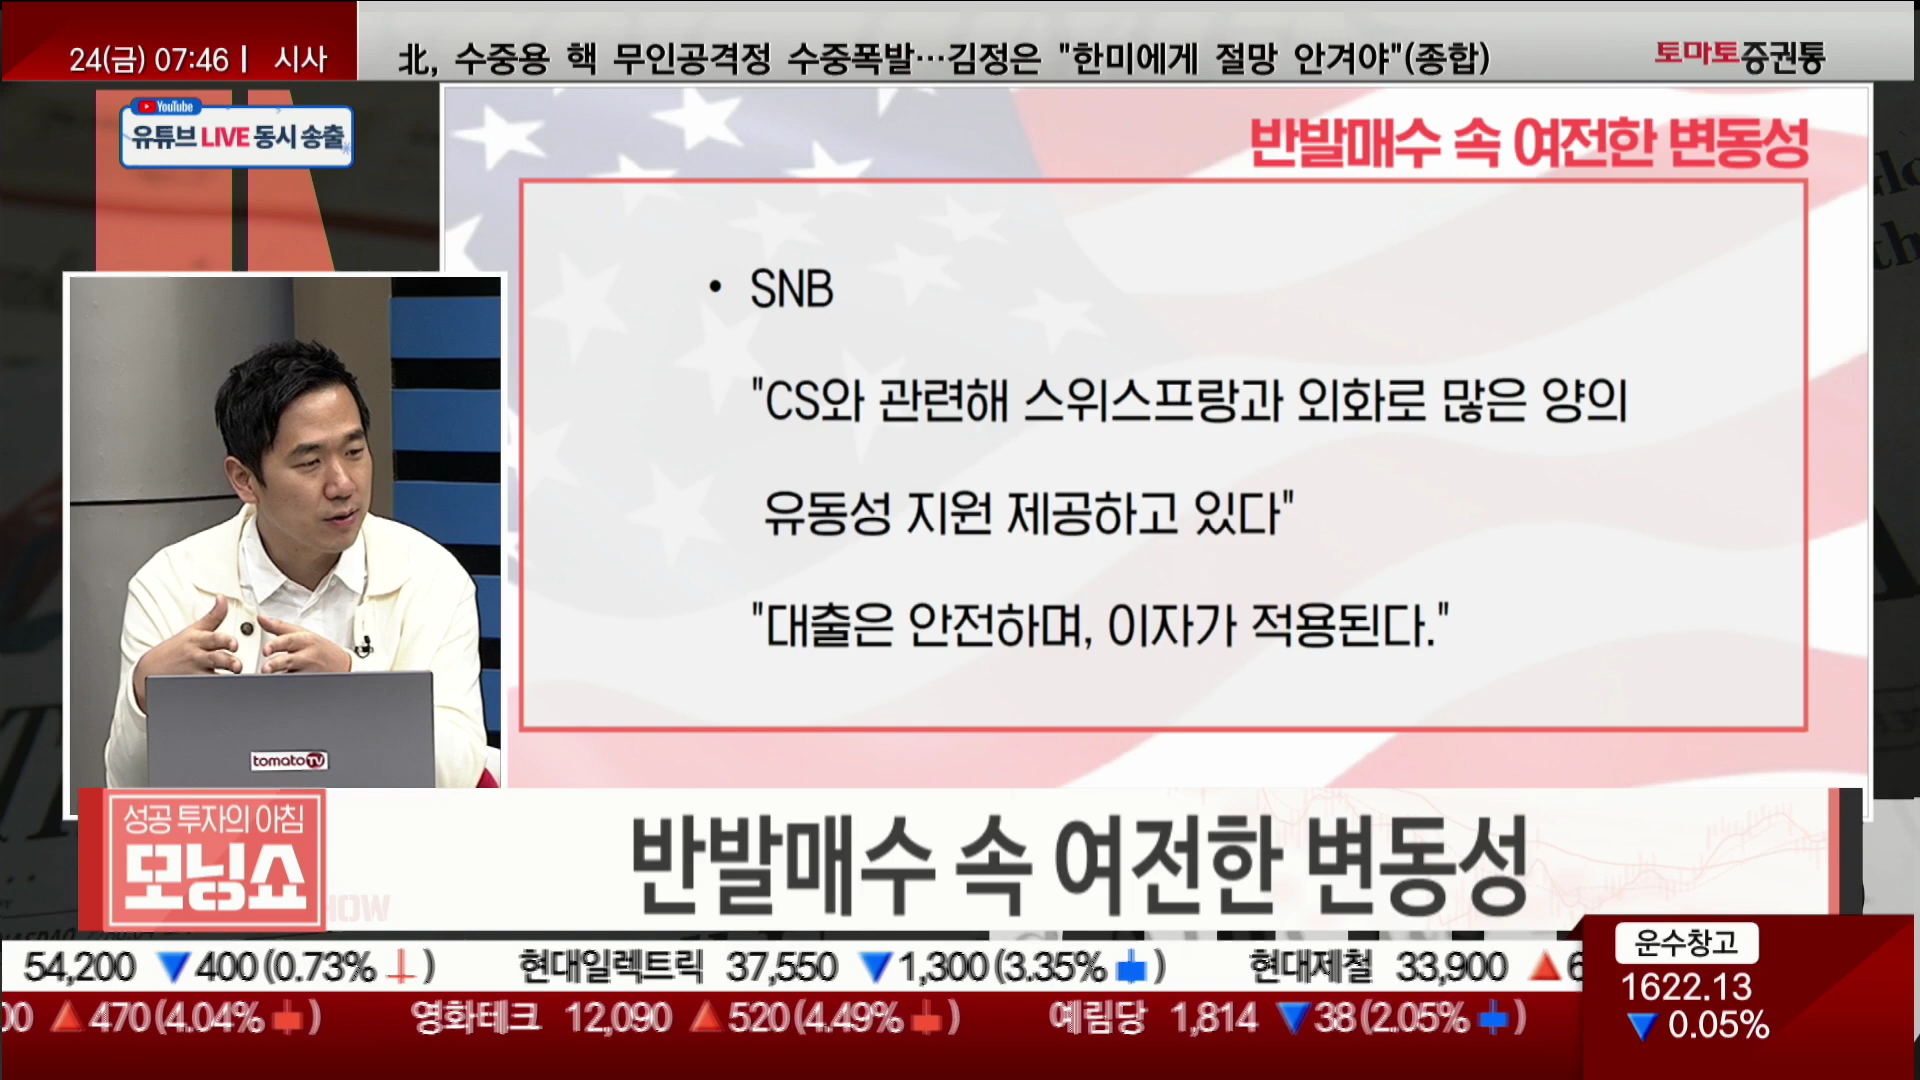 24(금) 07:46 | 시사
北, 수중용 핵 무인공격정 수중폭발…김정은 "한미에게 절망 안겨야"(종합)
토마토증권통
YouTube
유튜브 LIVE 동시 송출
반발매수 속 여전한 변동성
• SNB
"CS와 관련해 스위스프랑과 외화로 많은 양의
유동성 지원 제공하고 있다"
"대출은 안전하며, 이자가 적용된다."
tomatoTV
성공 투자의 아침
모닝쇼
반발매수 속 여전한 변동성
54,200 ▼400(0.73%) 현대일렉트릭 37,550 ▼1,300(3.35%) 현대제철 33,900 ▲6
00 ▲470(4.04%) 영화테크 12,090 ▲520(4.49%) 예림당 1,814 ▼38(2.05%)
운수창고
1622.13
▼ 0.05%